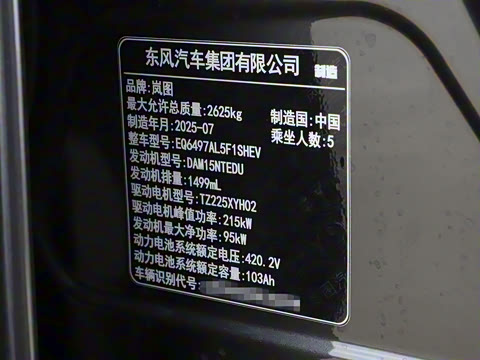 东风汽车集团有限公司 制造
品牌:岚图
最大允许总质量:2625kg 制造国:中国
制造年月:2025-07 乘坐人数:5
整车型号:EQ6497AL5F1SHEV
发动机型号:DAM15NTEDU
发动机排量:1499mL
驱动电机型号:TZ225XYH02
驱动电机峰值功率:215kW
发动机最大净功率:95kW
动力电池系统额定电压:420.2V
动力电池系统额定容量:103Ah
车辆识别代号: